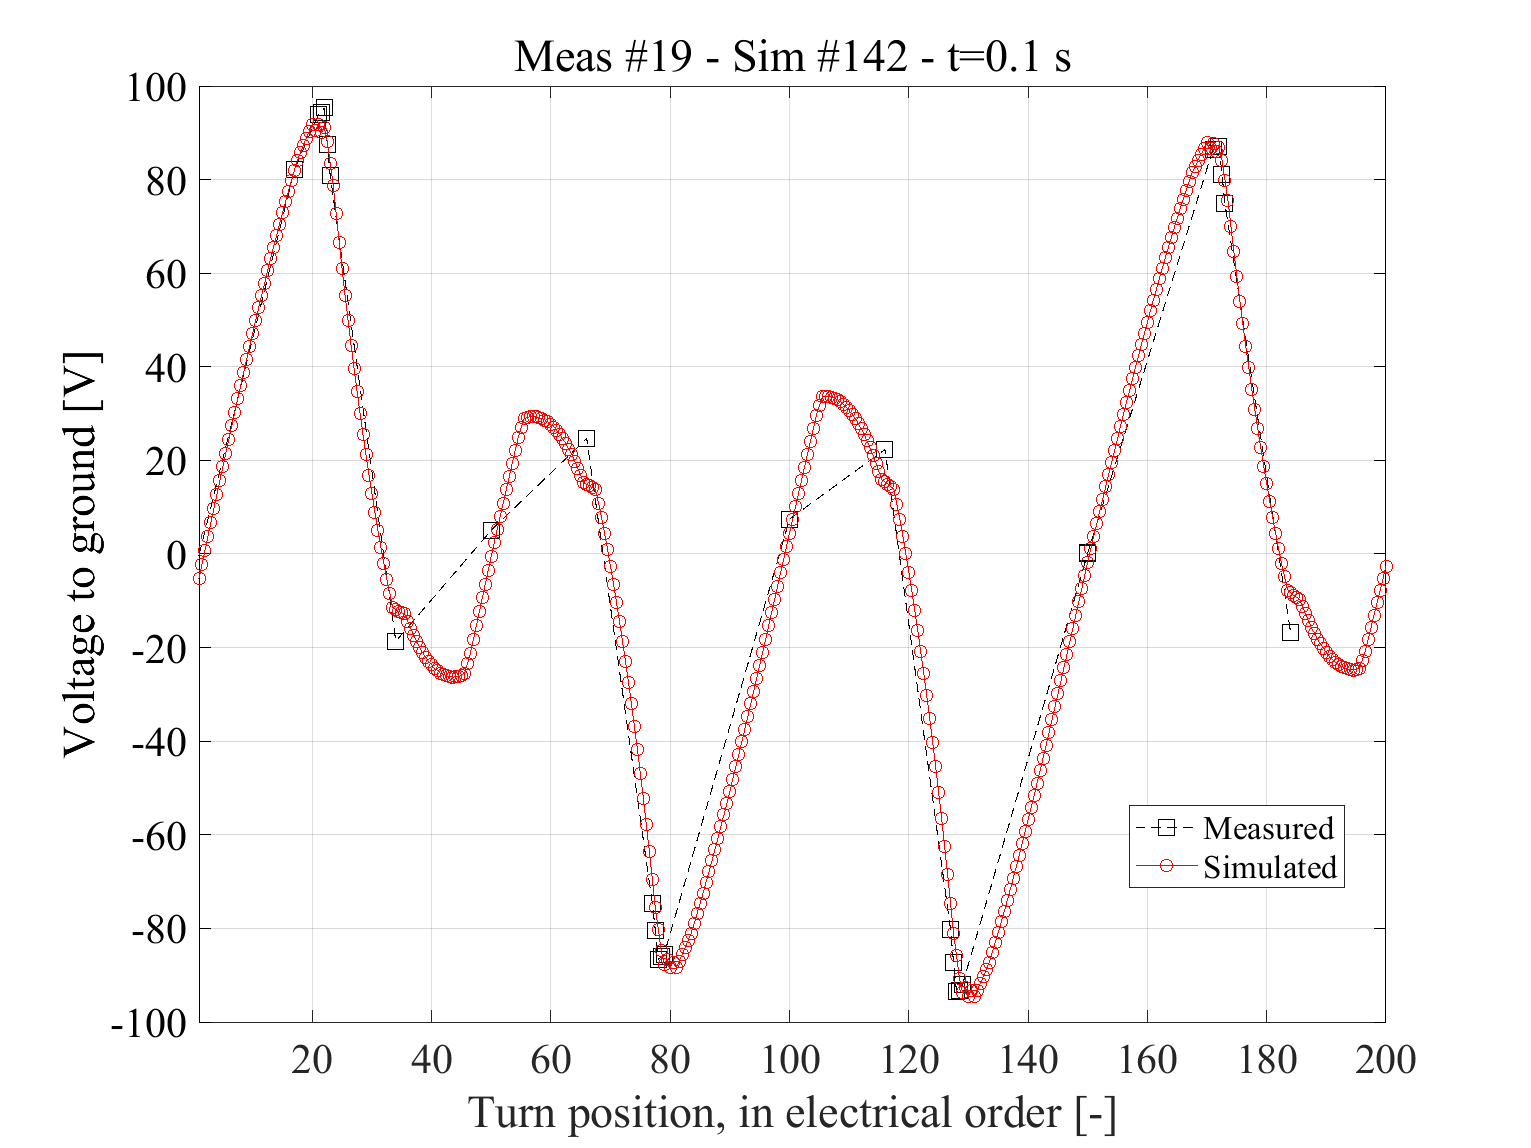 Meas #19 - Sim #142 - t=0.1 s
Voltage to ground [V]
100
80
60
40
20
0
-20
-40
-60
-80
-100
Measured
Simulated
20 40 60 80 100 120 140 160 180 200
Turn position, in electrical order [-]